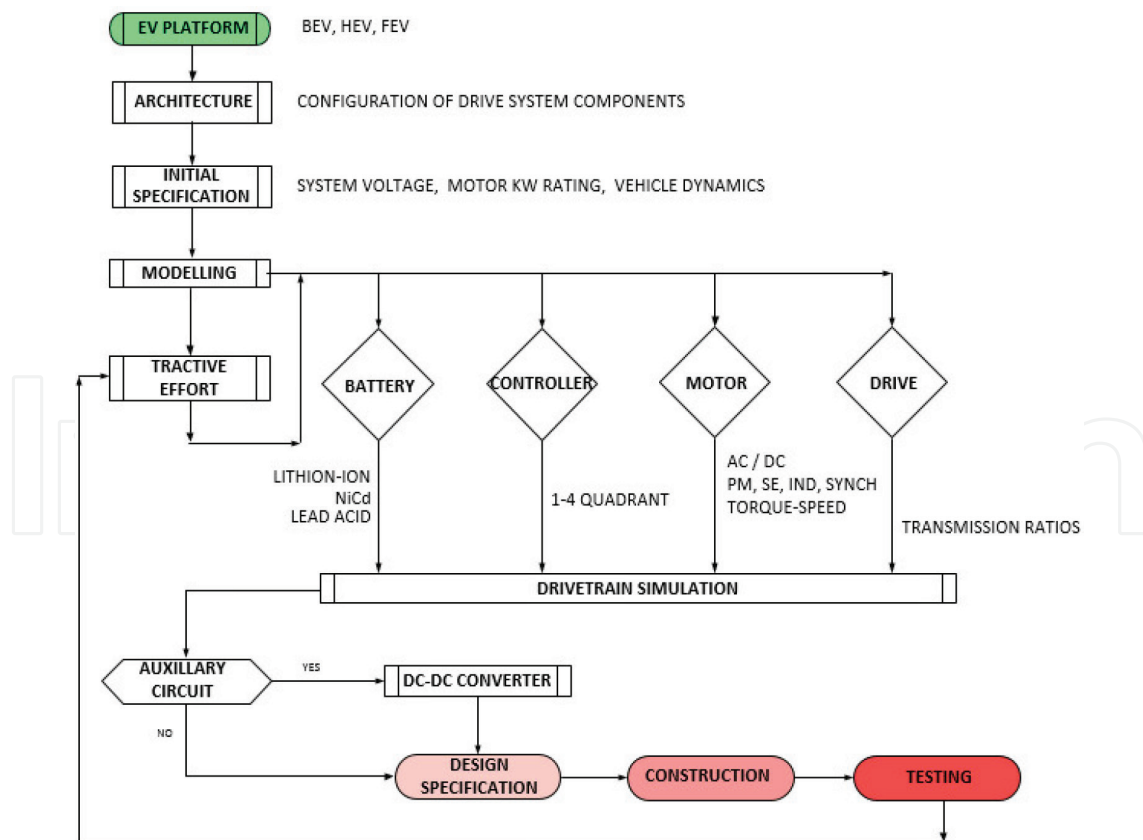 EV PLATFORM
BEV, HEV, FEV
ARCHITECTURE
CONFIGURATION OF DRIVE SYSTEM COMPONENTS
INITIAL
SPECIFICATION
SYSTEM VOLTAGE, MOTOR KW RATING, VEHICLE DYNAMICS
MODELLING
TRACTIVE
EFFORT
BATTERY
CONTROLLER
MOTOR
DRIVE
LITHION-ION
NiCd
LEAD ACID
1-4 QUADRANT
AC / DC
PM, SE, IND, SYNCH
TORQUE-SPEED
TRANSMISSION RATIOS
DRIVETRAIN SIMULATION
AUXILLARY
CIRCUIT
YES
DC-DC CONVERTER
NO
DESIGN
SPECIFICATION
CONSTRUCTION
TESTING